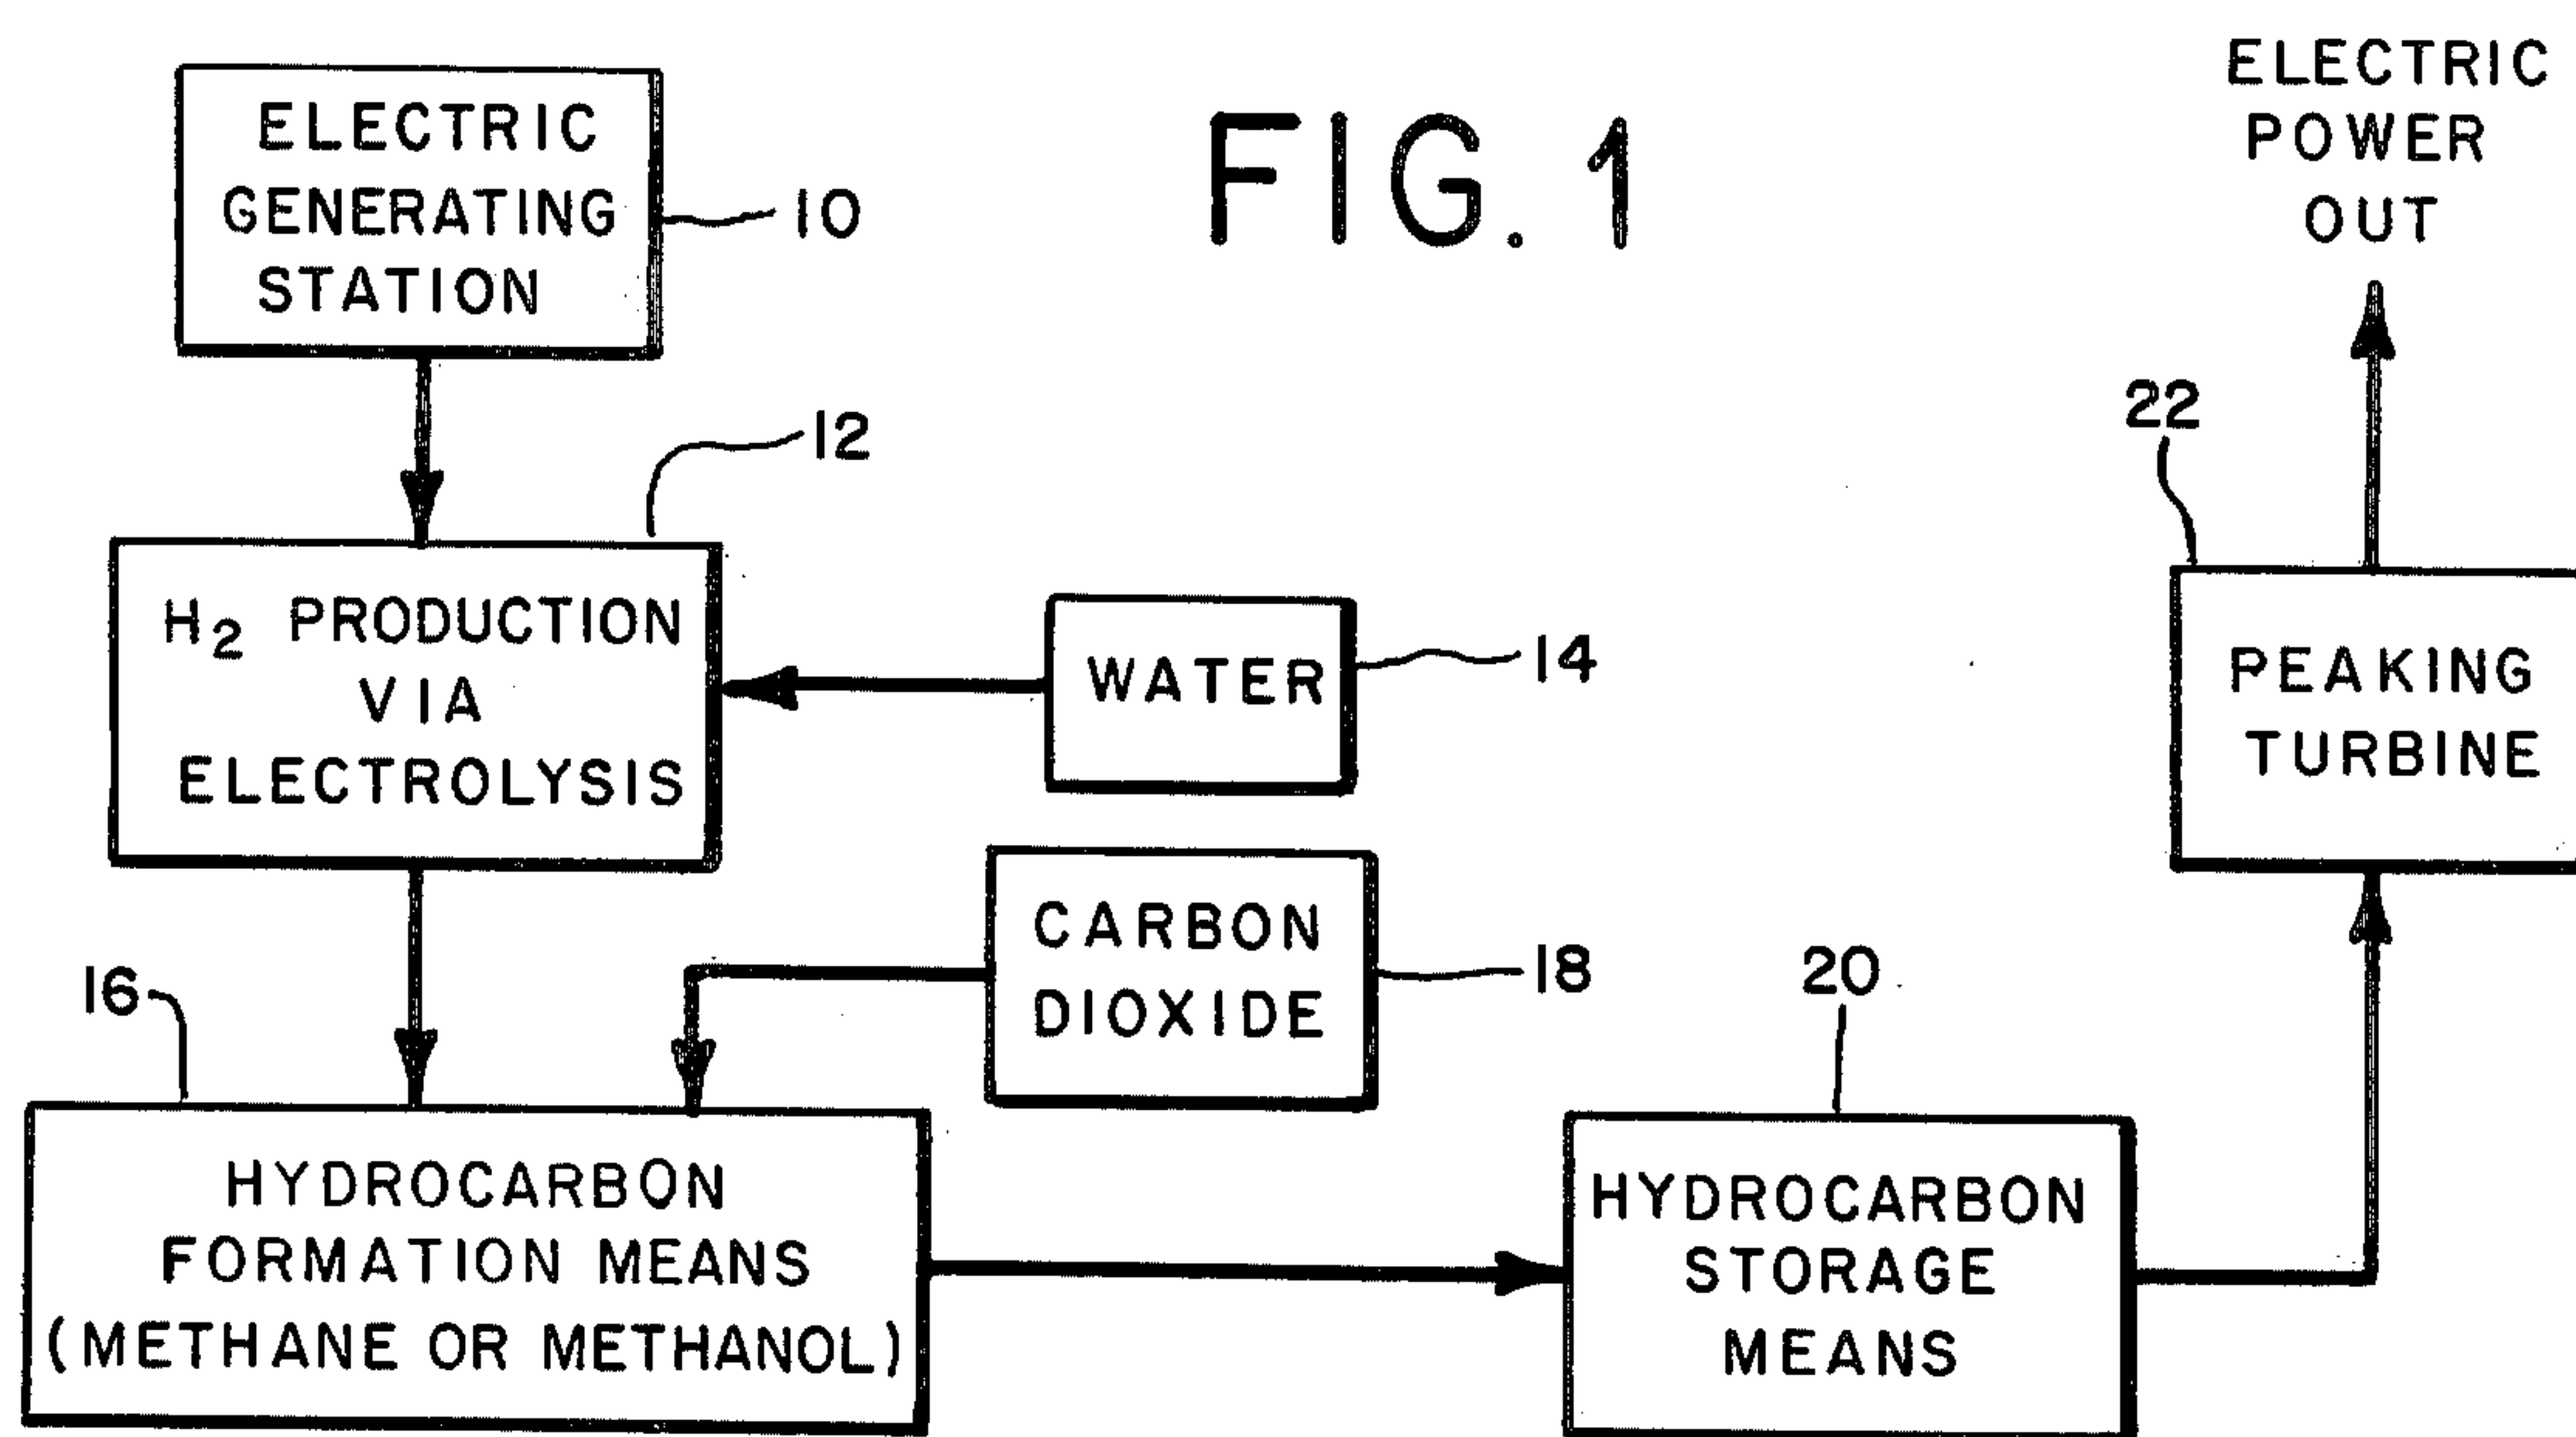 ELECTRIC
GENERATING
STATION
10
FIG. 1
ELECTRIC
POWER
OUT
12
22
H₂ PRODUCTION
VIA
ELECTROLYSIS
WATER
14
PEAKING
TURBINE
16
CARBON
DIOXIDE
18
20
HYDROCARBON
FORMATION MEANS
(METHANE OR METHANOL)
HYDROCARBON
STORAGE
MEANS